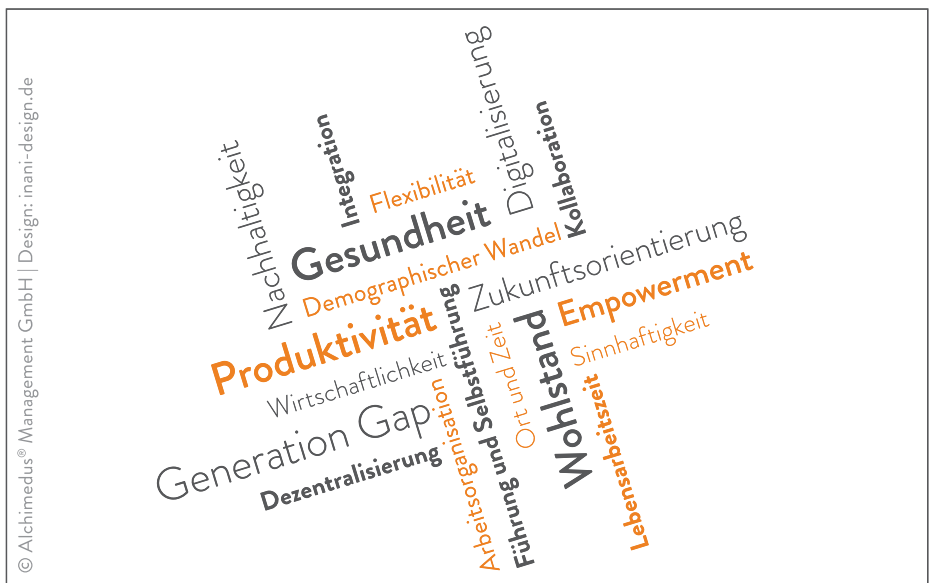 © Alchimedus® Management GmbH | Design: inani-design.de
Nachhaltigkeit
Integration
Flexibilität
Digitalisierung
Kollaboration
Gesundheit
Demographischer Wandel
Zukunftsorientierung
Produktivität
Empowerment
Wirtschaftlichkeit
Sinnhaftigkeit
Generation Gap
Dezentralisierung
Arbeitsorganisation
Führung und Selbstführung
Ort und Zeit
Wohlstand
Lebensarbeitszeit